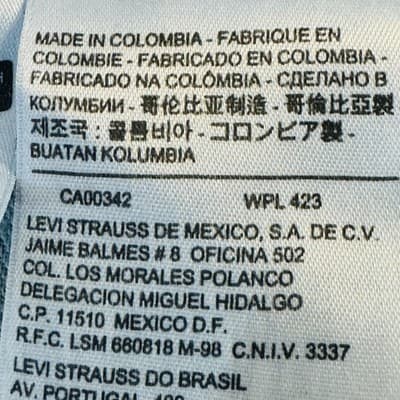 MADE IN COLOMBIA - FABRIQUE EN
COLOMBIE - FABRICADO EN COLOMBIA -
FABRICADO NA COLÔMBIA - СДЕЛАНО В
КОЛУМБИИ - 哥伦比亚制造 - 哥倫比亞製
제조국 : 콜롬비아 - コロンビア製 -
BUATAN KOLUMBIA
CA00342 WPL 423
LEVI STRAUSS DE MEXICO, S.A. DE C.V.
JAIME BALMES # 8 OFICINA 502
COL. LOS MORALES POLANCO
DELEGACION MIGUEL HIDALGO
C.P. 11510 MEXICO D.F.
R.F.C. LSM 660818 M-98 C.N.I.V. 3337
LEVI STRAUSS DO BRASIL
AV. PORTUGAL